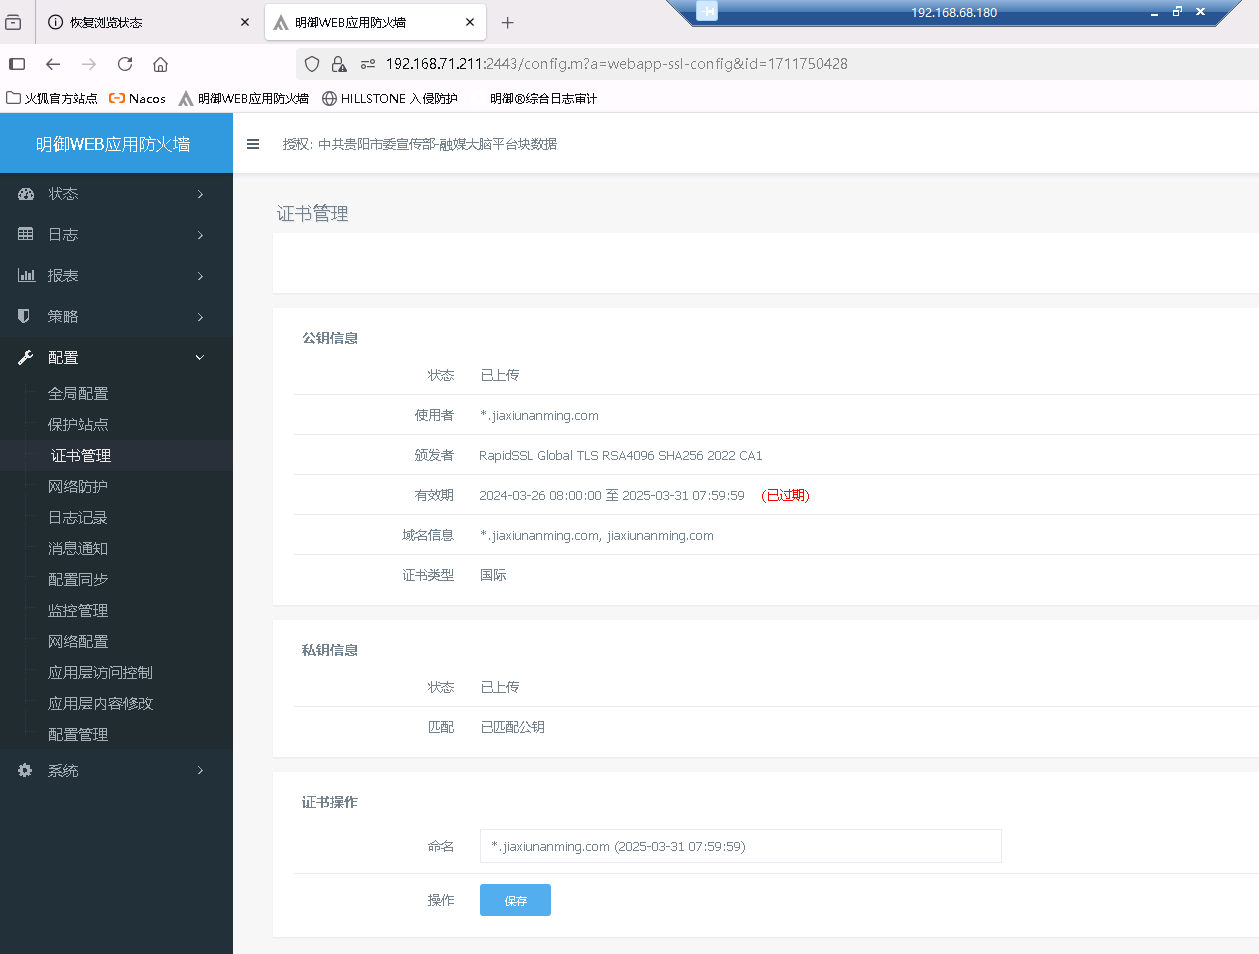 恢复浏览状态
明御WEB应用防火墙
192.168.68.180
192.168.71.211:2443/config.m?a=webapp-ssl-config&id=1711750428
火狐官方站点
Nacos
明御WEB应用防火墙
HILLSTONE 入侵防护
明御®综合日志审计
明御WEB应用防火墙
授权: 中共贵阳市委宣传部-融媒大脑平台块数据
状态
日志
报表
策略
配置
全局配置
保护站点
证书管理
网络防护
日志记录
消息通知
配置同步
监控管理
网络配置
应用层访问控制
应用层内容修改
配置管理
系统
证书管理
公钥信息
状态 已上传
使用者 *.jiaxiunanming.com
颁发者 RapidSSL Global TLS RSA4096 SHA256 2022 CA1
有效期 2024-03-26 08:00:00 至 2025-03-31 07:59:59 (已过期)
域名信息 *.jiaxiunanming.com, jiaxiunanming.com
证书类型 国际
私钥信息
状态 已上传
匹配 已匹配公钥
证书操作
命名 *.jiaxiunanming.com (2025-03-31 07:59:59)
操作 保存